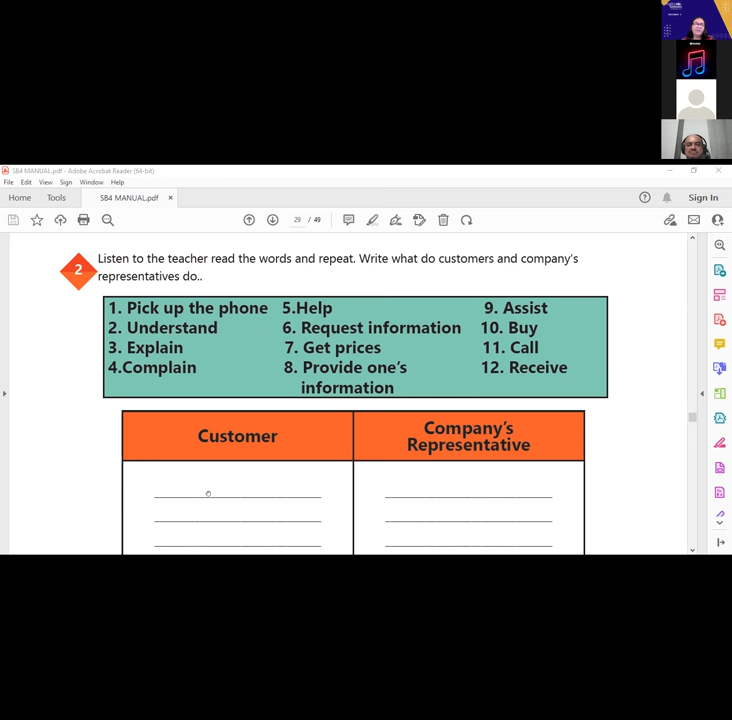 SB4 MANUAL.pdf - Adobe Acrobat Reader (64-bit)
File Edit View Sign Window Help
Home Tools SB4 MANUAL.pdf × Sign In
29 / 49
2
Listen to the teacher read the words and repeat. Write what do customers and company's
representatives do..
1. Pick up the phone 5.Help 9. Assist
2. Understand 6. Request information 10. Buy
3. Explain 7. Get prices 11. Call
4.Complain 8. Provide one's 12. Receive
information
Customer
Company's
Representative